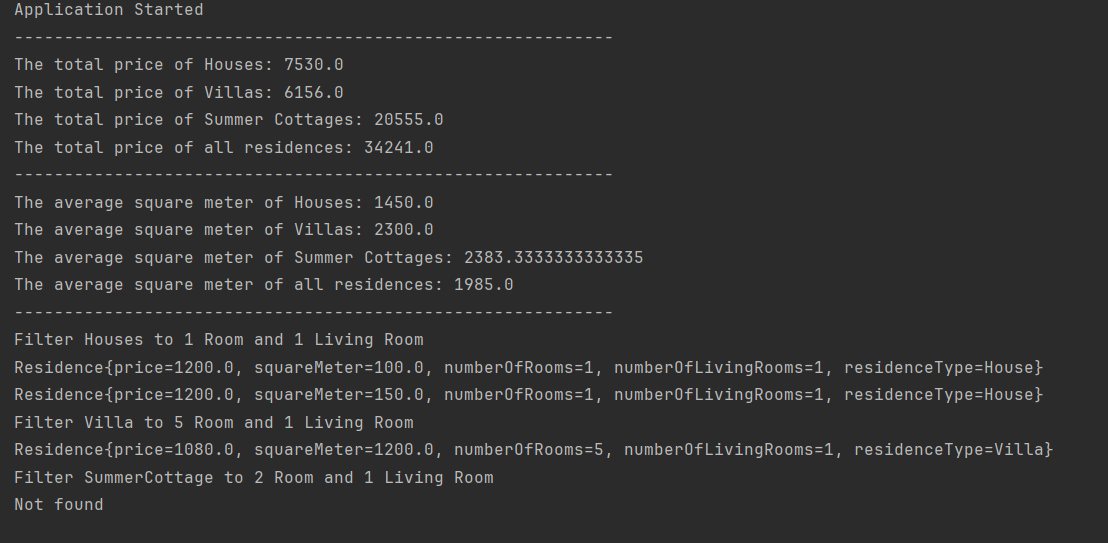 Application Started
------------------------------------------------------------
The total price of Houses: 7530.0
The total price of Villas: 6156.0
The total price of Summer Cottages: 20555.0
The total price of all residences: 34241.0
------------------------------------------------------------
The average square meter of Houses: 1450.0
The average square meter of Villas: 2300.0
The average square meter of Summer Cottages: 2383.3333333333335
The average square meter of all residences: 1985.0
------------------------------------------------------------
Filter Houses to 1 Room and 1 Living Room
Residence{price=1200.0, squareMeter=100.0, numberOfRooms=1, numberOfLivingRooms=1, residenceType=House}
Residence{price=1200.0, squareMeter=150.0, numberOfRooms=1, numberOfLivingRooms=1, residenceType=House}
Filter Villa to 5 Room and 1 Living Room
Residence{price=1080.0, squareMeter=1200.0, numberOfRooms=5, numberOfLivingRooms=1, residenceType=Villa}
Filter SummerCottage to 2 Room and 1 Living Room
Not found